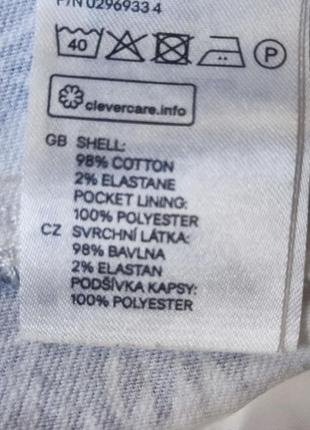 P/N 0296933 4
40 P
clevercare.info
GB SHELL:
98% COTTON
2% ELASTANE
POCKET LINING:
100% POLYESTER
CZ SVRCHNÍ LÁTKA:
98% BAVLNA
2% ELASTAN
PODŠÍVKA KAPSY:
100% POLYESTER